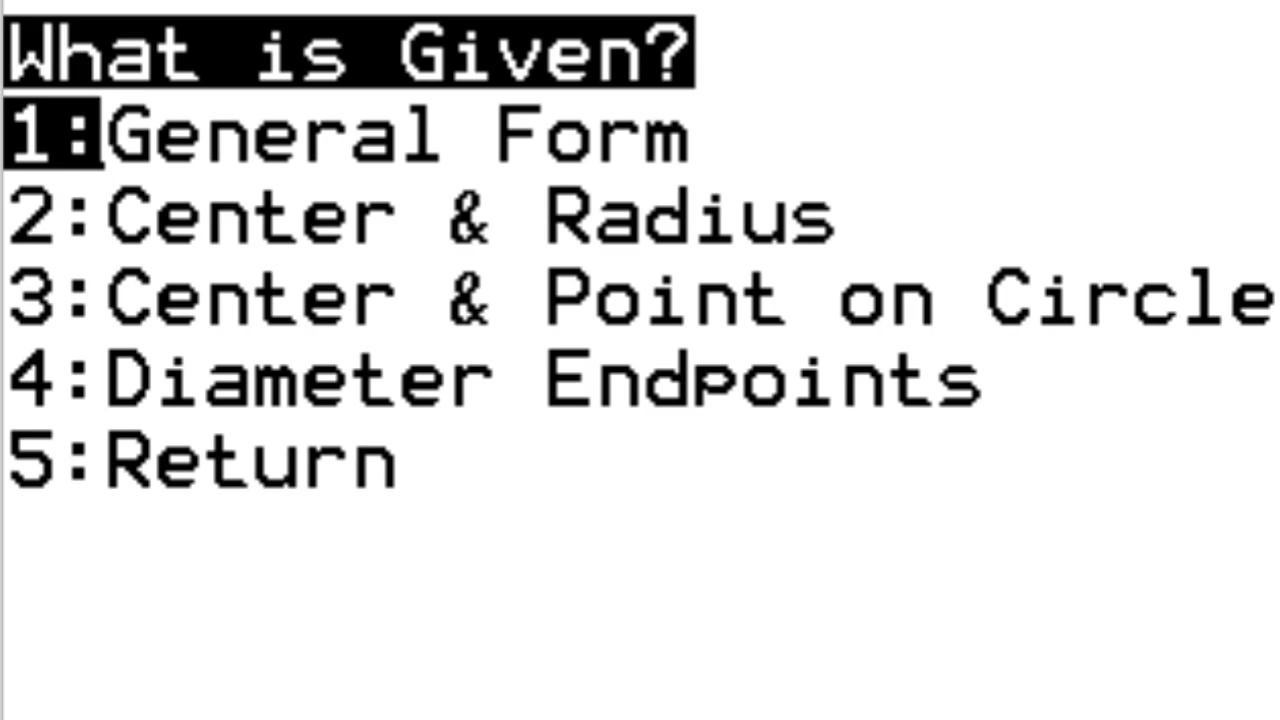 What is Given?
1:General Form
2:Center & Radius
3:Center & Point on Circle
4:Diameter Endpoints
5:Return